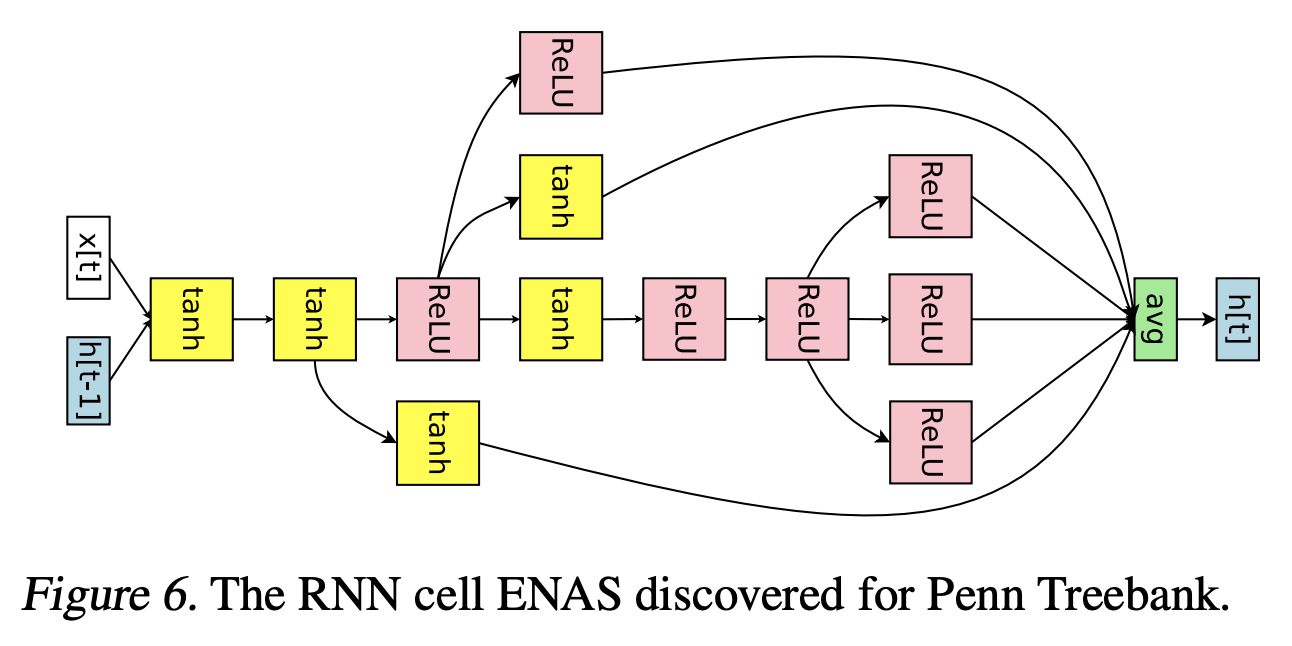 ReLU
tanh
ReLU
x[t]
h[t-1]
tanh
tanh
ReLU
tanh
ReLU
ReLU
ReLU
avg
h[t]
tanh
ReLU
Figure 6. The RNN cell ENAS discovered for Penn Treebank.